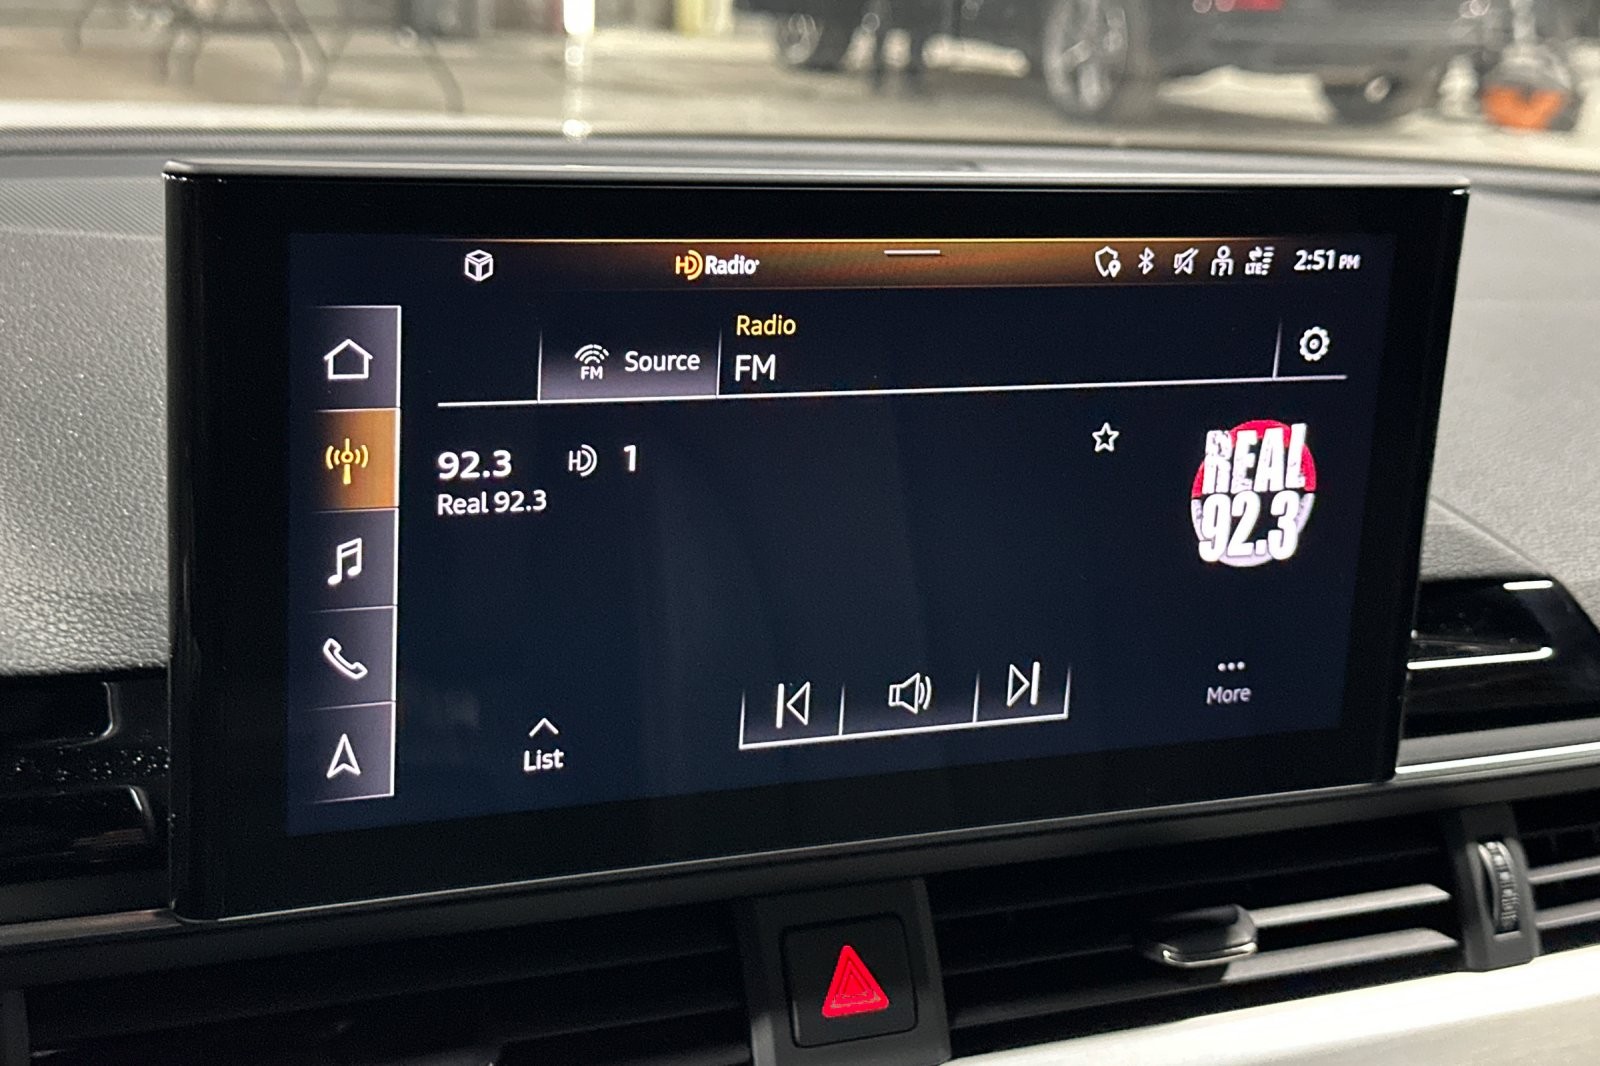 HD Radio
LTE
2:51 PM
FM
Source
Radio
FM
92.3
HD 1
Real 92.3
REAL
92.3
List
More